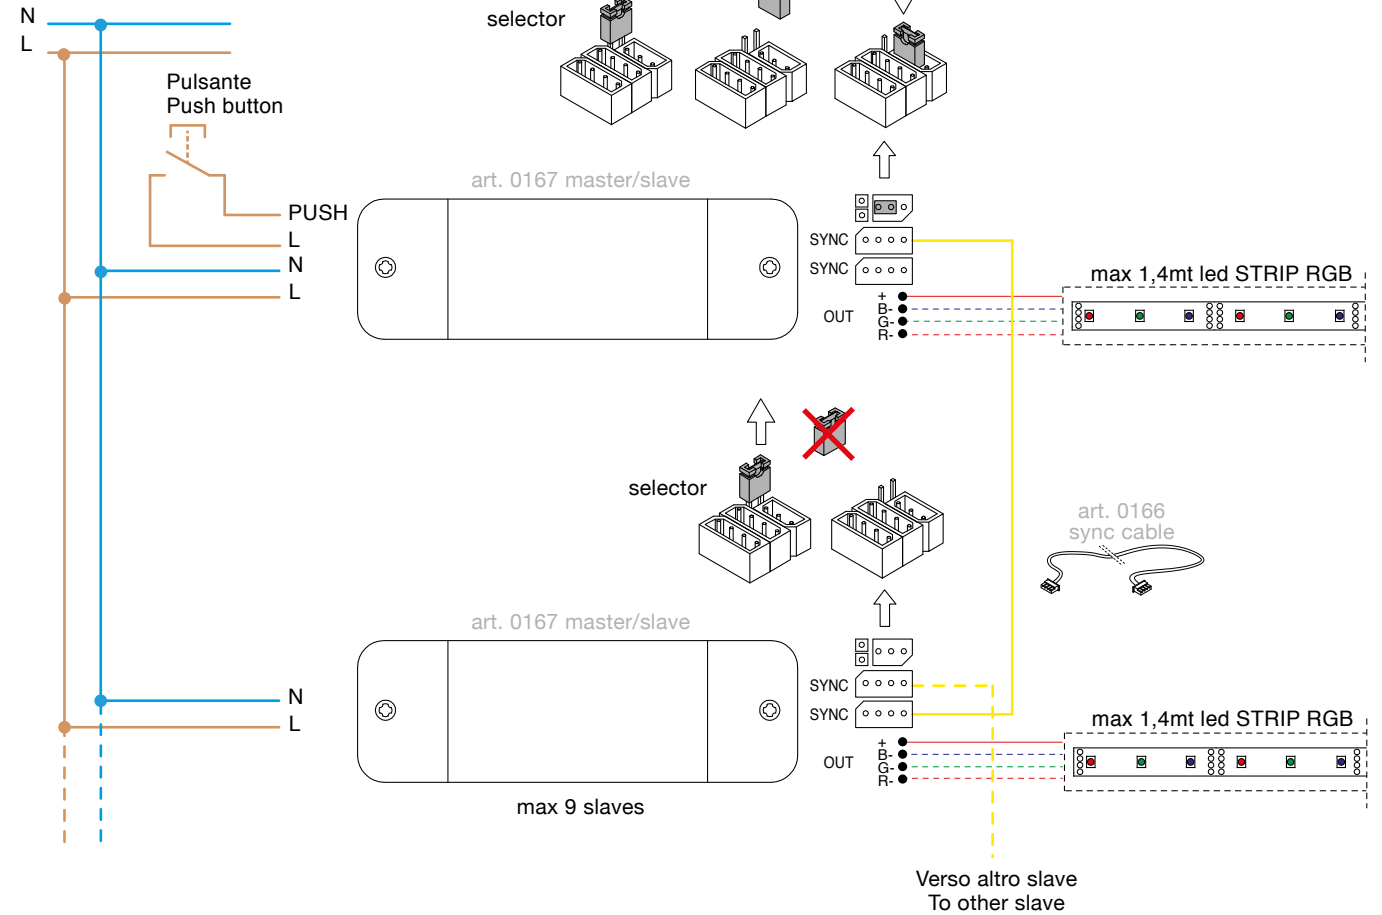 N
selector
L
Pulsante
Push button
art. 0167 master/slave
PUSH
L
N
L
SYNC
SYNC
max 1,4mt led STRIP RGB
OUT
+
B-
G-
R-
selector
art. 0166
sync cable
art. 0167 master/slave
N
L
SYNC
SYNC
max 1,4mt led STRIP RGB
OUT
+
B-
G-
R-
max 9 slaves
Verso altro slave
To other slave